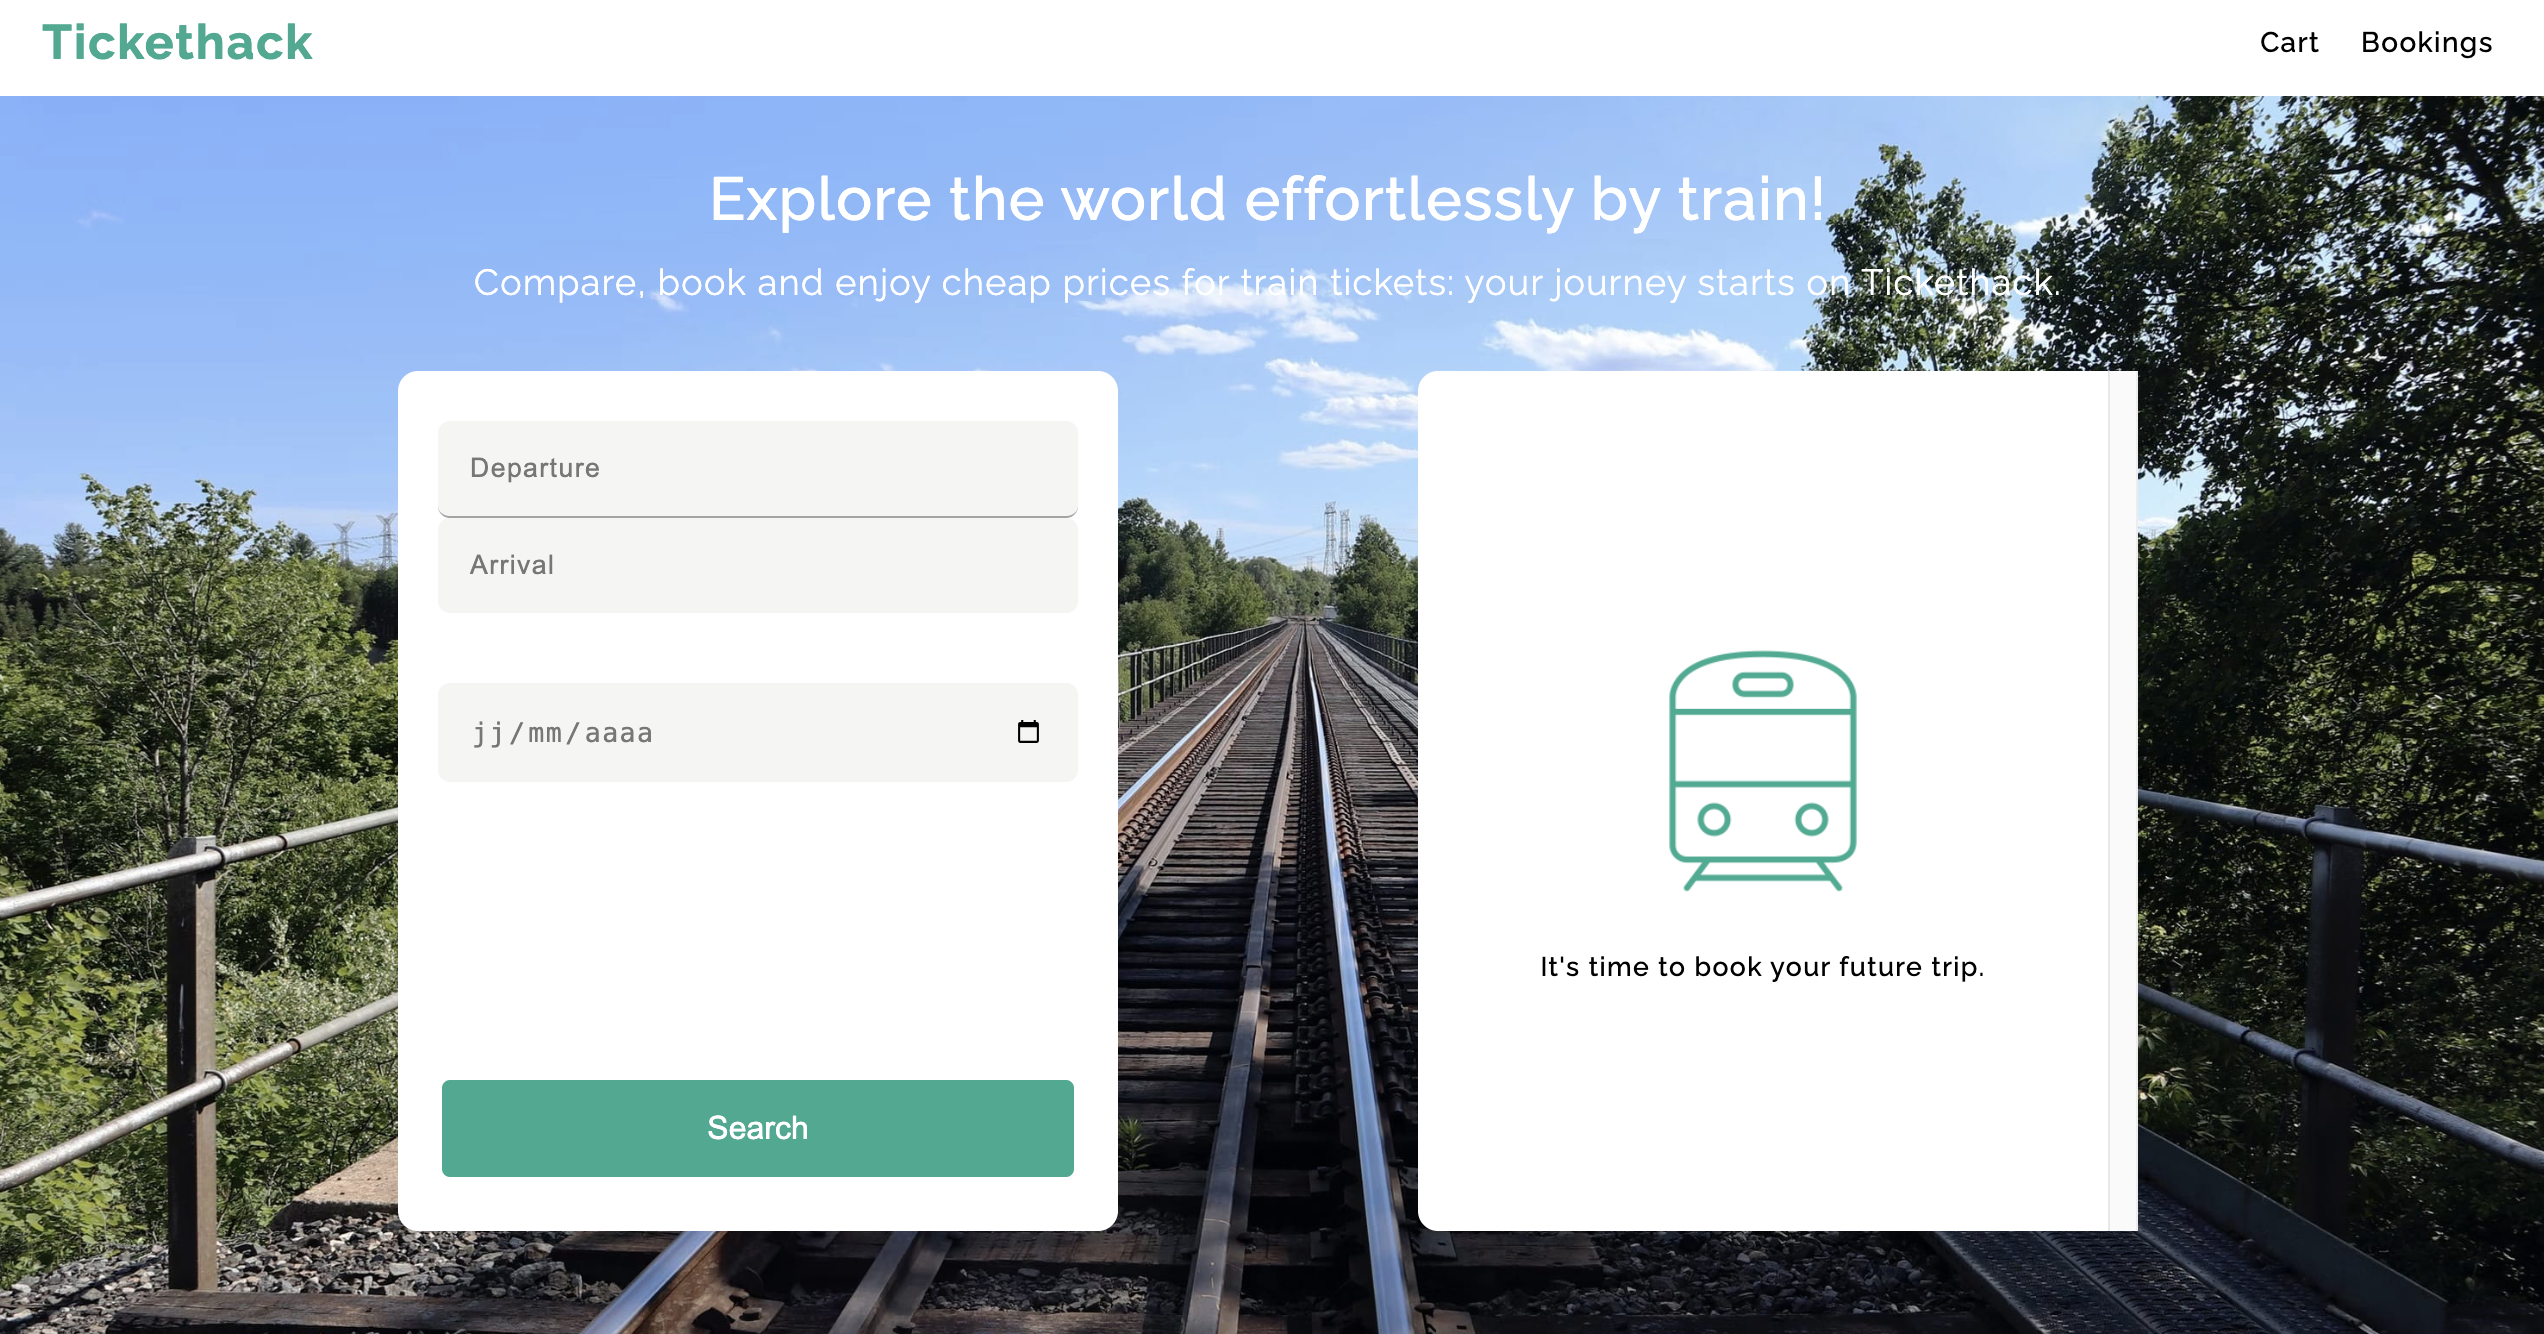 Tickethack
Cart
Bookings
Explore the world effortlessly by train!
Compare, book and enjoy cheap prices for train tickets: your journey starts on Tickethack.
Departure
Arrival
jj/mm/aaaa
Search
It's time to book your future trip.